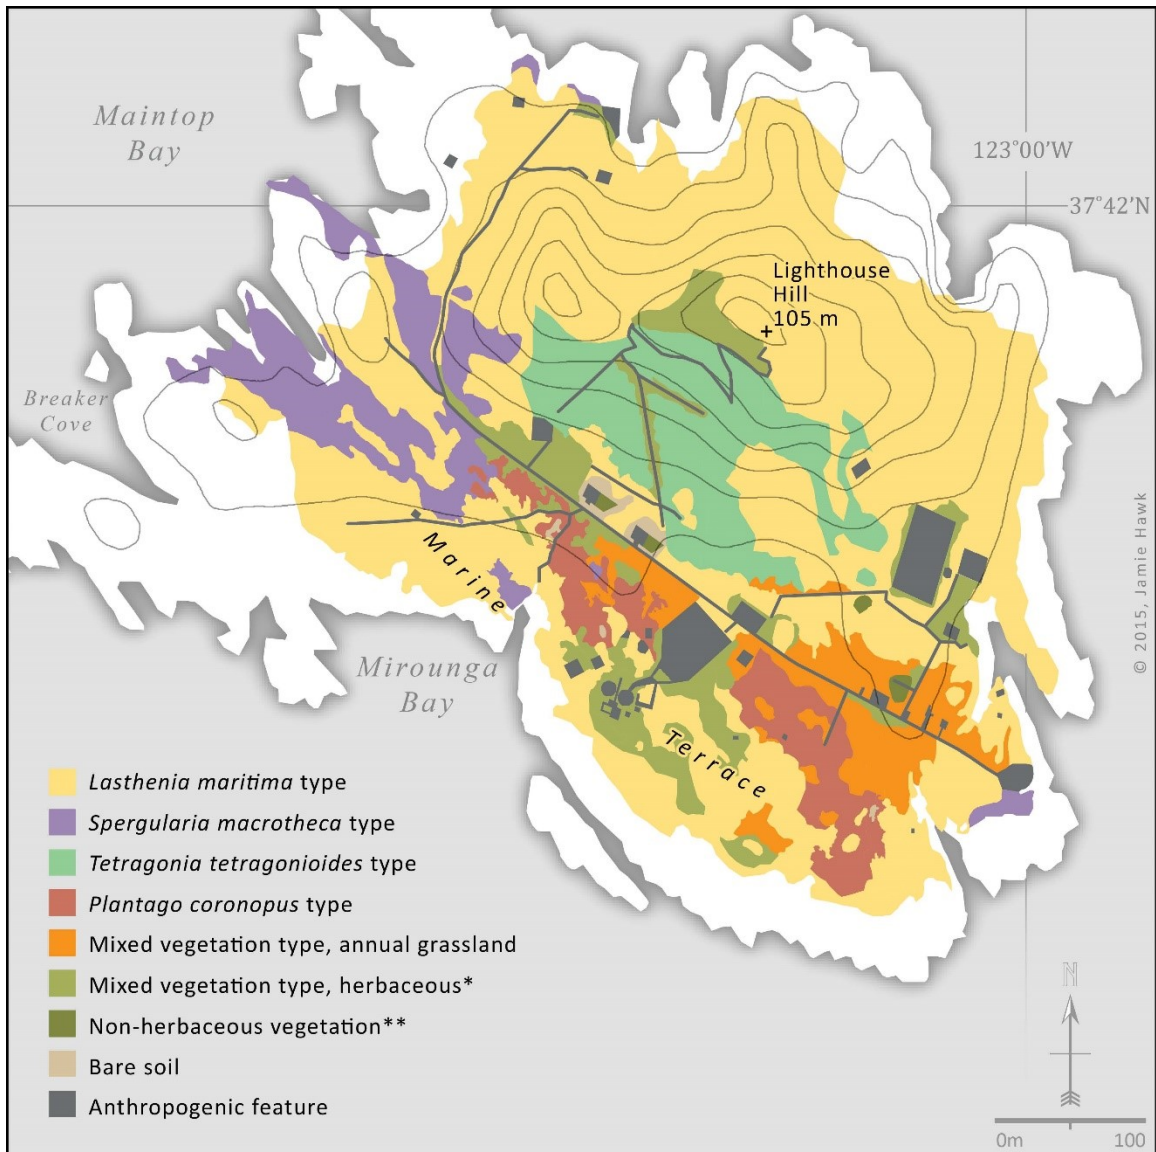 Maintop
Bay
123°00'W
37°42'N
Lighthouse
Hill
105 m
Breaker
Cove
Marine
Mirounga
Bay
Terrace
© 2015, Jamie Hawk
Lasthenia maritima type
Spergularia macrotheca type
Tetragonia tetragonioides type
Plantago coronopus type
Mixed vegetation type, annual grassland
Mixed vegetation type, herbaceous*
Non-herbaceous vegetation**
Bare soil
Anthropogenic feature
N
0m 100